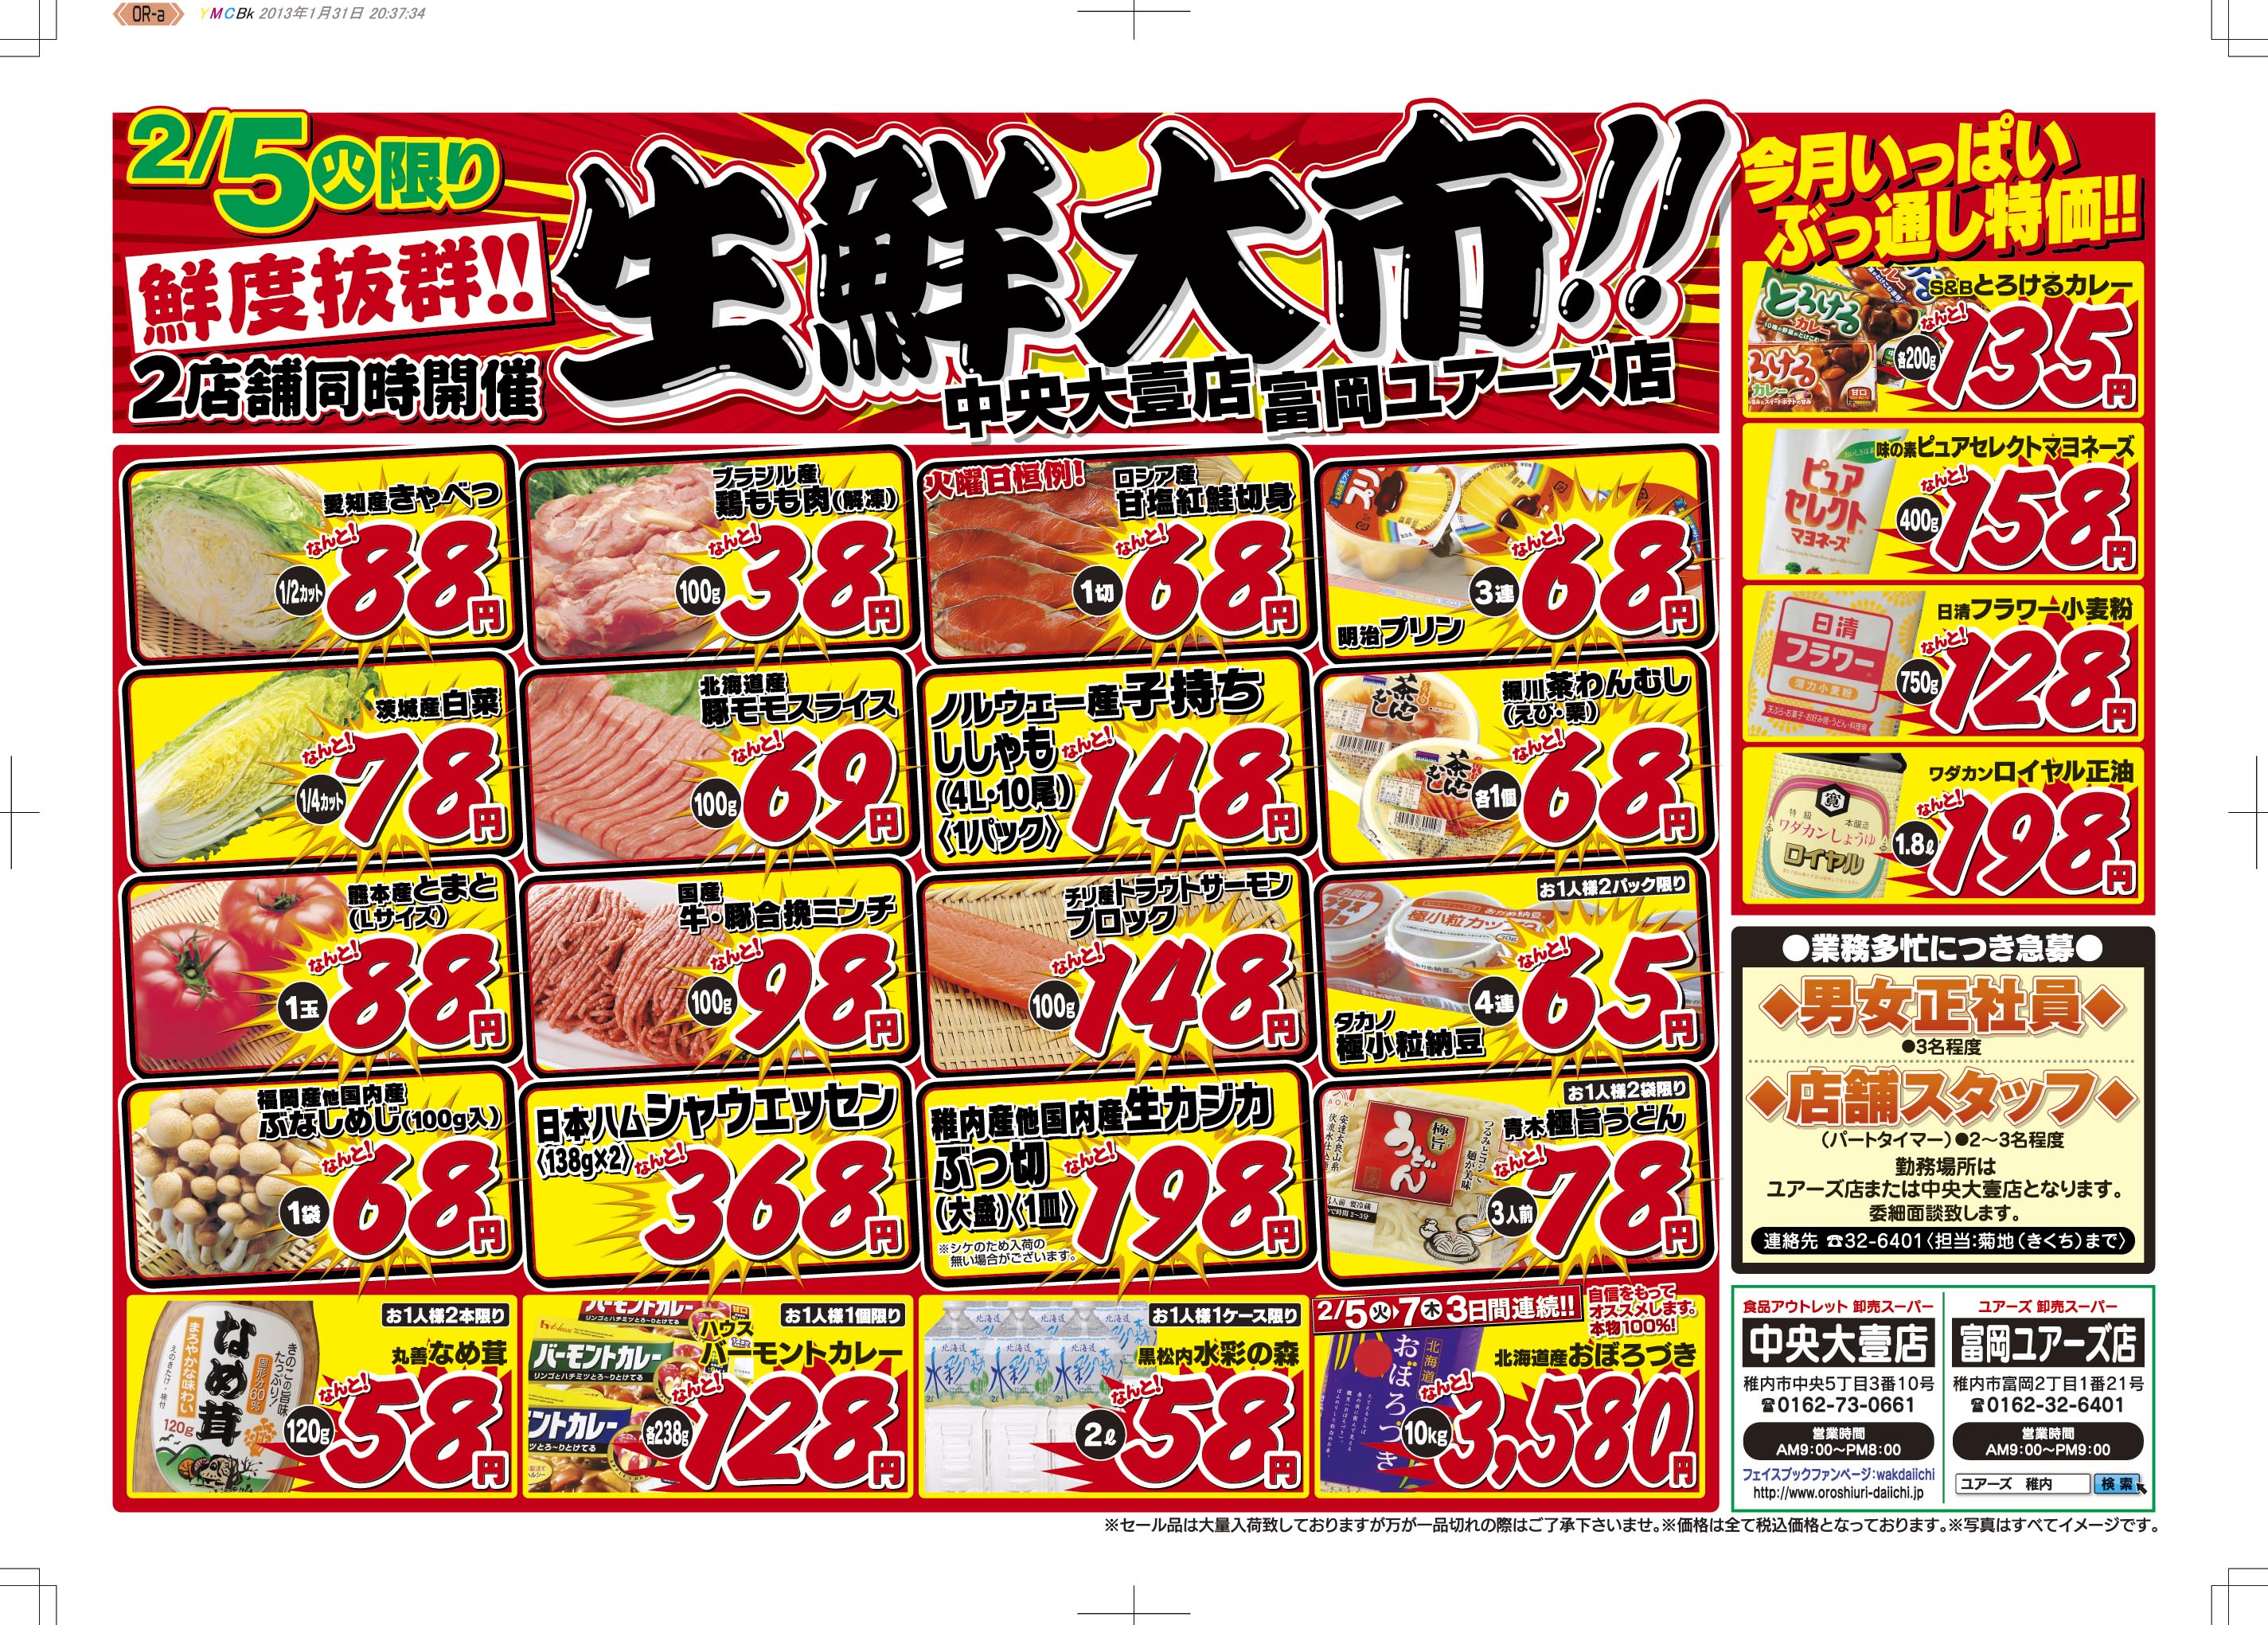 OR-a YMCBk 2013年1月31日 20:37:34
2/5火限り
鮮度抜群!!
2店舗同時開催
生鮮大市!!
中央大壹店 富岡ユアーズ店
愛知産きゃべつ
なんと!
1/2カット
88円
ブラジル産
鶏もも肉(解凍)
なんと!
100g
38円
火曜日恒例!
ロシア産
甘塩紅鮭切身
なんと!
1切
68円
なんと!
3連
68円
明治プリン
茨城産白菜
なんと!
1/4カット
78円
北海道産
豚モモスライス
なんと!
100g
69円
ノルウェー産子持ち
ししゃも
(4L・10尾)
〈1パック〉
なんと!
148円
堀川茶わんむし
(えび・栗)
なんと!
各1個
68円
熊本産とまと
(Lサイズ)
なんと!
1玉
88円
国産
牛・豚合挽ミンチ
なんと!
100g
98円
チリ産トラウトサーモン
ブロック
なんと!
100g
148円
お1人様2パック限り
なんと!
4連
65円
タカノ
極小粒納豆
福岡産他国内産
ぶなしめじ(100g入)
なんと!
1袋
68円
日本ハムシャウエッセン
〈138g×2〉
なんと!
368円
稚内産他国内産生カジカ
ぶつ切
(大盛)〈1皿〉
なんと!
198円
※シケのため入荷の
無い場合がございます。
お1人様2袋限り
青木極旨うどん
なんと!
3人前
78円
お1人様2本限り
丸善なめ茸
なんと!
120g
58円
お1人様1個限り
ハウス
バーモントカレー
なんと!
各238g
128円
お1人様1ケース限り
黒松内水彩の森
なんと!
2ℓ
58円
2/5火▶7木3日間連続!!
自信をもって
オススメします。
本物100%!
北海道産おぼろづき
なんと!
10kg
3,580円
今月いっぱい
ぶっ通し特価!!
S&Bとろけるカレー
なんと!
各200g
135円
味の素ピュアセレクトマヨネーズ
なんと!
400g
158円
日清フラワー小麦粉
なんと!
750g
128円
ワダカンロイヤル正油
なんと!
1.8ℓ
198円
●業務多忙につき急募●
◆男女正社員◆
●3名程度
◆店舗スタッフ◆
(パートタイマー)●2～3名程度
勤務場所は
ユアーズ店または中央大壹店となります。
委細面談致します。
連絡先 ☎32-6401〈担当:菊地(きくち)まで〉
食品アウトレット 卸売スーパー
中央大壹店
稚内市中央5丁目3番10号
☎0162-73-0661
営業時間
AM9:00～PM8:00
フェイスブックファンページ:wakdaiichi
http://www.oroshiuri-daiichi.jp
ユアーズ 卸売スーパー
富岡ユアーズ店
稚内市富岡2丁目1番21号
☎0162-32-6401
営業時間
AM9:00～PM9:00
ユアーズ 稚内 検索
※セール品は大量入荷致しておりますが万が一品切れの際はご了承下さいませ。※価格は全て税込価格となっております。※写真はすべてイメージです。